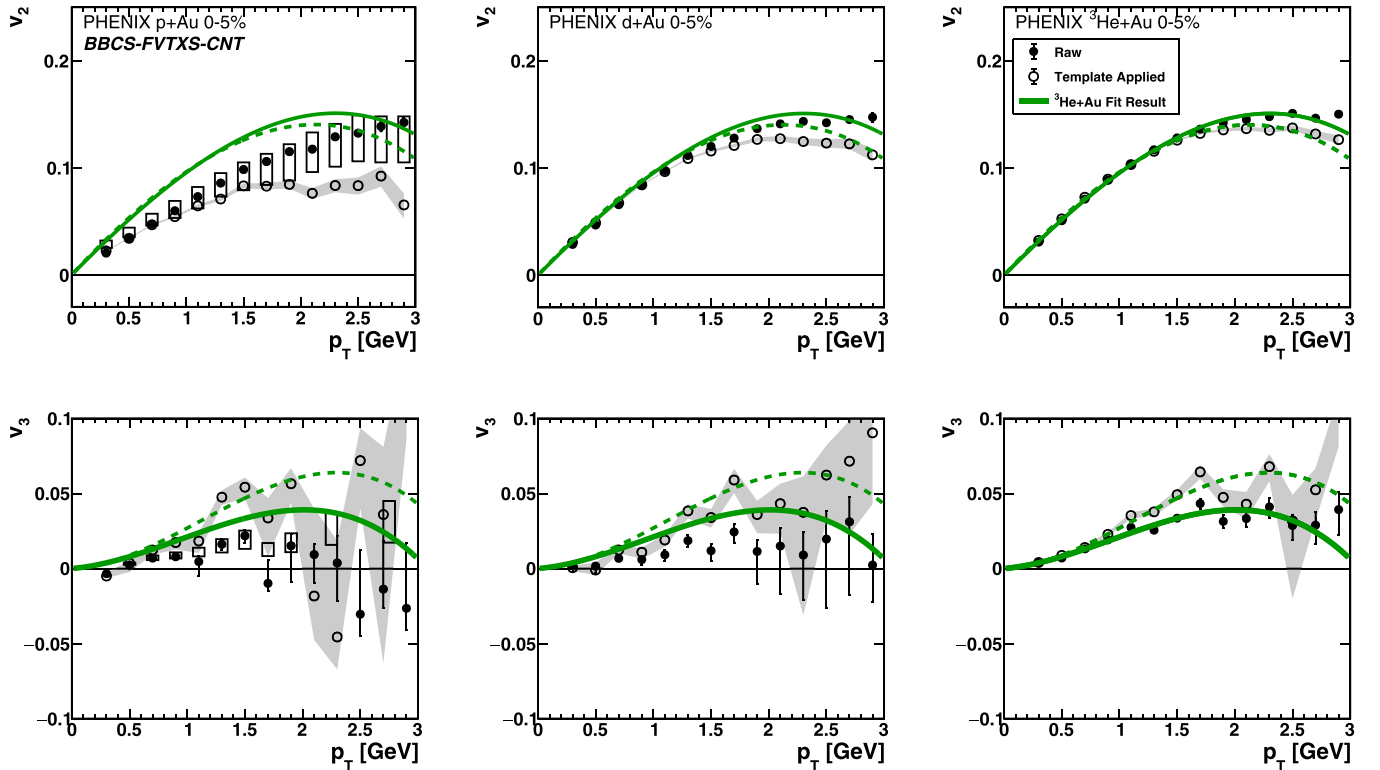 v2
PHENIX p+Au 0-5%
BBCS-FVTXS-CNT
0.2
0.1
0
0 0.5 1 1.5 2 2.5 3
pT [GeV]
v2
PHENIX d+Au 0-5%
0.2
0.1
0
0 0.5 1 1.5 2 2.5 3
pT [GeV]
v2
PHENIX 3He+Au 0-5%
Raw
Template Applied
3He+Au Fit Result
0.2
0.1
0
0 0.5 1 1.5 2 2.5 3
pT [GeV]
v3
0.1
0.05
0
−0.05
−0.1
0 0.5 1 1.5 2 2.5 3
pT [GeV]
v3
0.1
0.05
0
−0.05
−0.1
0 0.5 1 1.5 2 2.5 3
pT [GeV]
v3
0.1
0.05
0
−0.05
−0.1
0 0.5 1 1.5 2 2.5 3
pT [GeV]